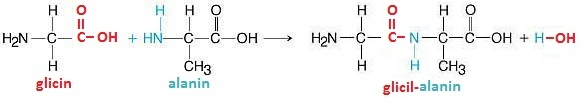 H O H H O H O H O
H2N–C–C–OH + HN–C–C–OH → H2N–C–C–N–C–C–OH + H–OH
H CH3 H H CH3
glicin alanin glicil-alanin